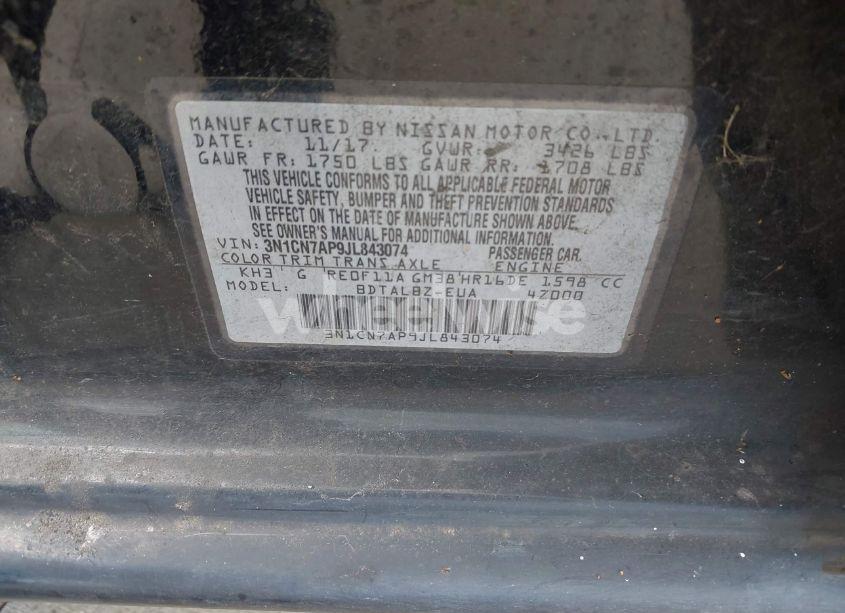 MANUFACTURED BY NISSAN MOTOR CO.,LTD.
DATE: 11/17. GVWR: 3426 LBS
GAWR FR: 1750 LBS GAWR RR: 1708 LBS
THIS VEHICLE CONFORMS TO ALL APPLICABLE FEDERAL MOTOR
VEHICLE SAFETY, BUMPER AND THEFT PREVENTION STANDARDS
IN EFFECT ON THE DATE OF MANUFACTURE SHOWN ABOVE.
SEE OWNER'S MANUAL FOR ADDITIONAL INFORMATION.
VIN: 3N1CN7AP9JL843074 PASSENGER CAR.
COLOR TRIM TRANS AXLE ENGINE
KH3 G RE0F11A GM38 HR16DE 1598 CC
MODEL: BDTALBZ-EUA 4Z000
wheelwise
3N1CN7AP9JL843074